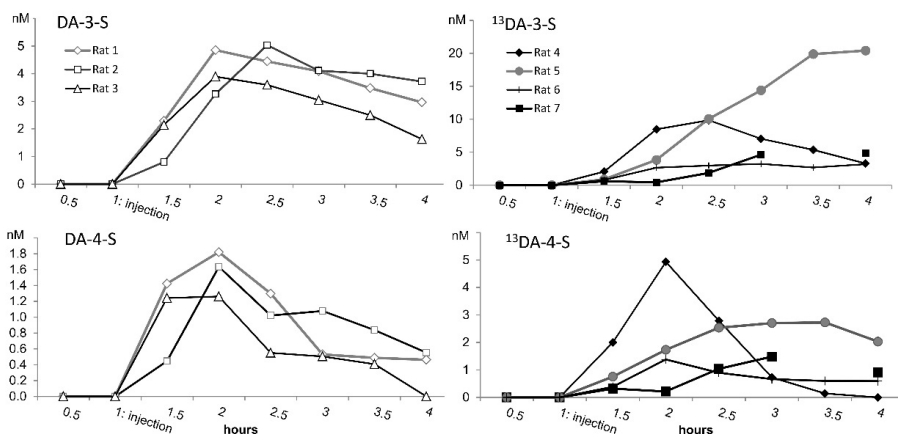 nM
DA-3-S
6
5
4
3
2
1
0
Rat 1
Rat 2
Rat 3
0.5
1: injection
1.5
2
2.5
3
3.5
4
nM
¹³DA-3-S
25
20
15
10
5
0
Rat 4
Rat 5
Rat 6
Rat 7
0.5
1: injection
1.5
2
2.5
3
3.5
4
nM
DA-4-S
1.8
1.6
1.4
1.2
1.0
0.8
0.6
0.4
0.2
0.0
0.5
1: injection
1.5
2
2.5
3
3.5
4
hours
nM
¹³DA-4-S
6
5
4
3
2
1
0
0.5
1: injection
1.5
2
2.5
3
3.5
4
hours